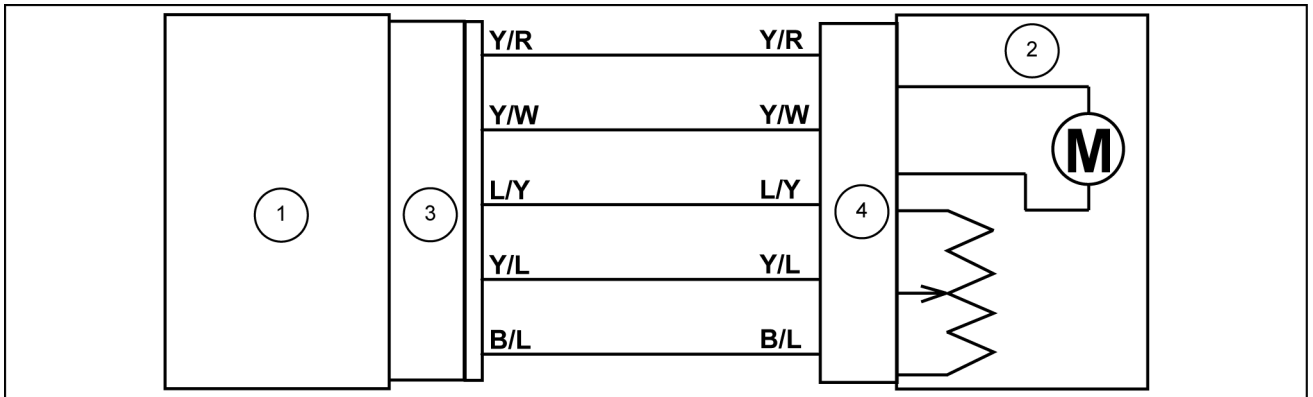 Y/R Y/R
2
Y/W Y/W
M
L/Y L/Y
1 3 4
Y/L Y/L
B/L B/L